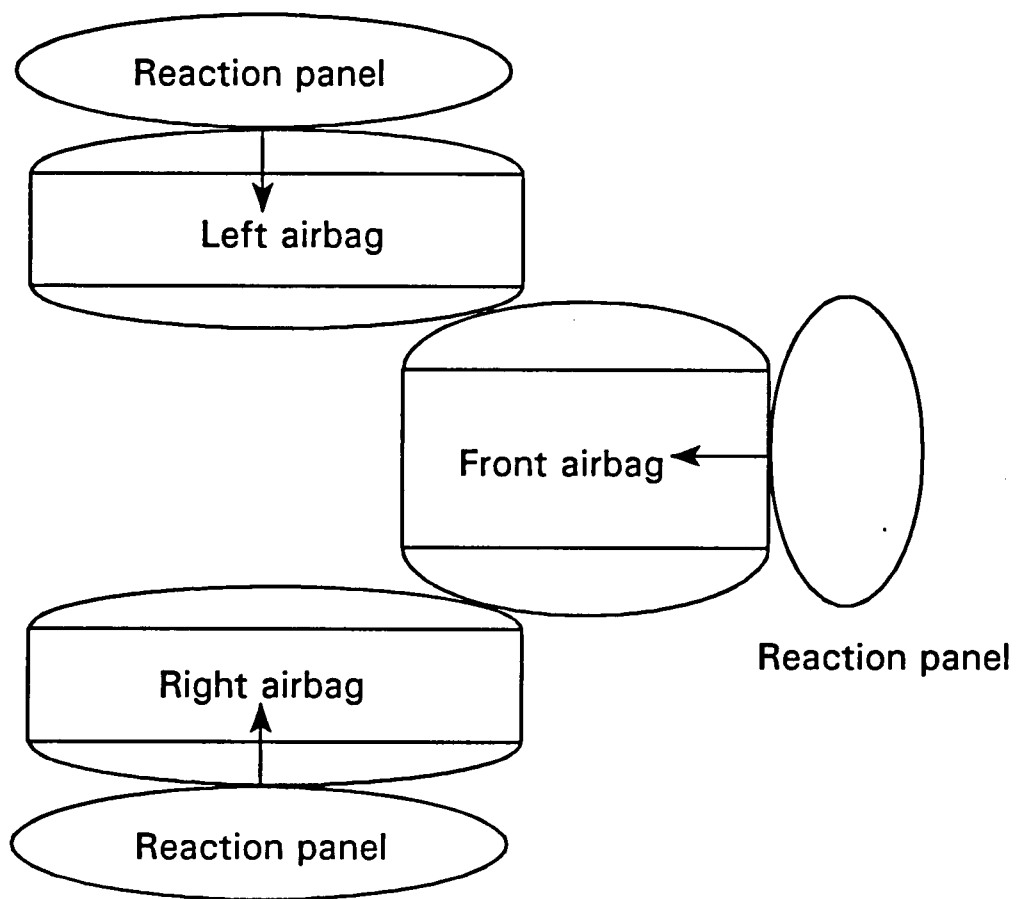 Reaction panel
Left airbag
Front airbag
Reaction panel
Right airbag
Reaction panel